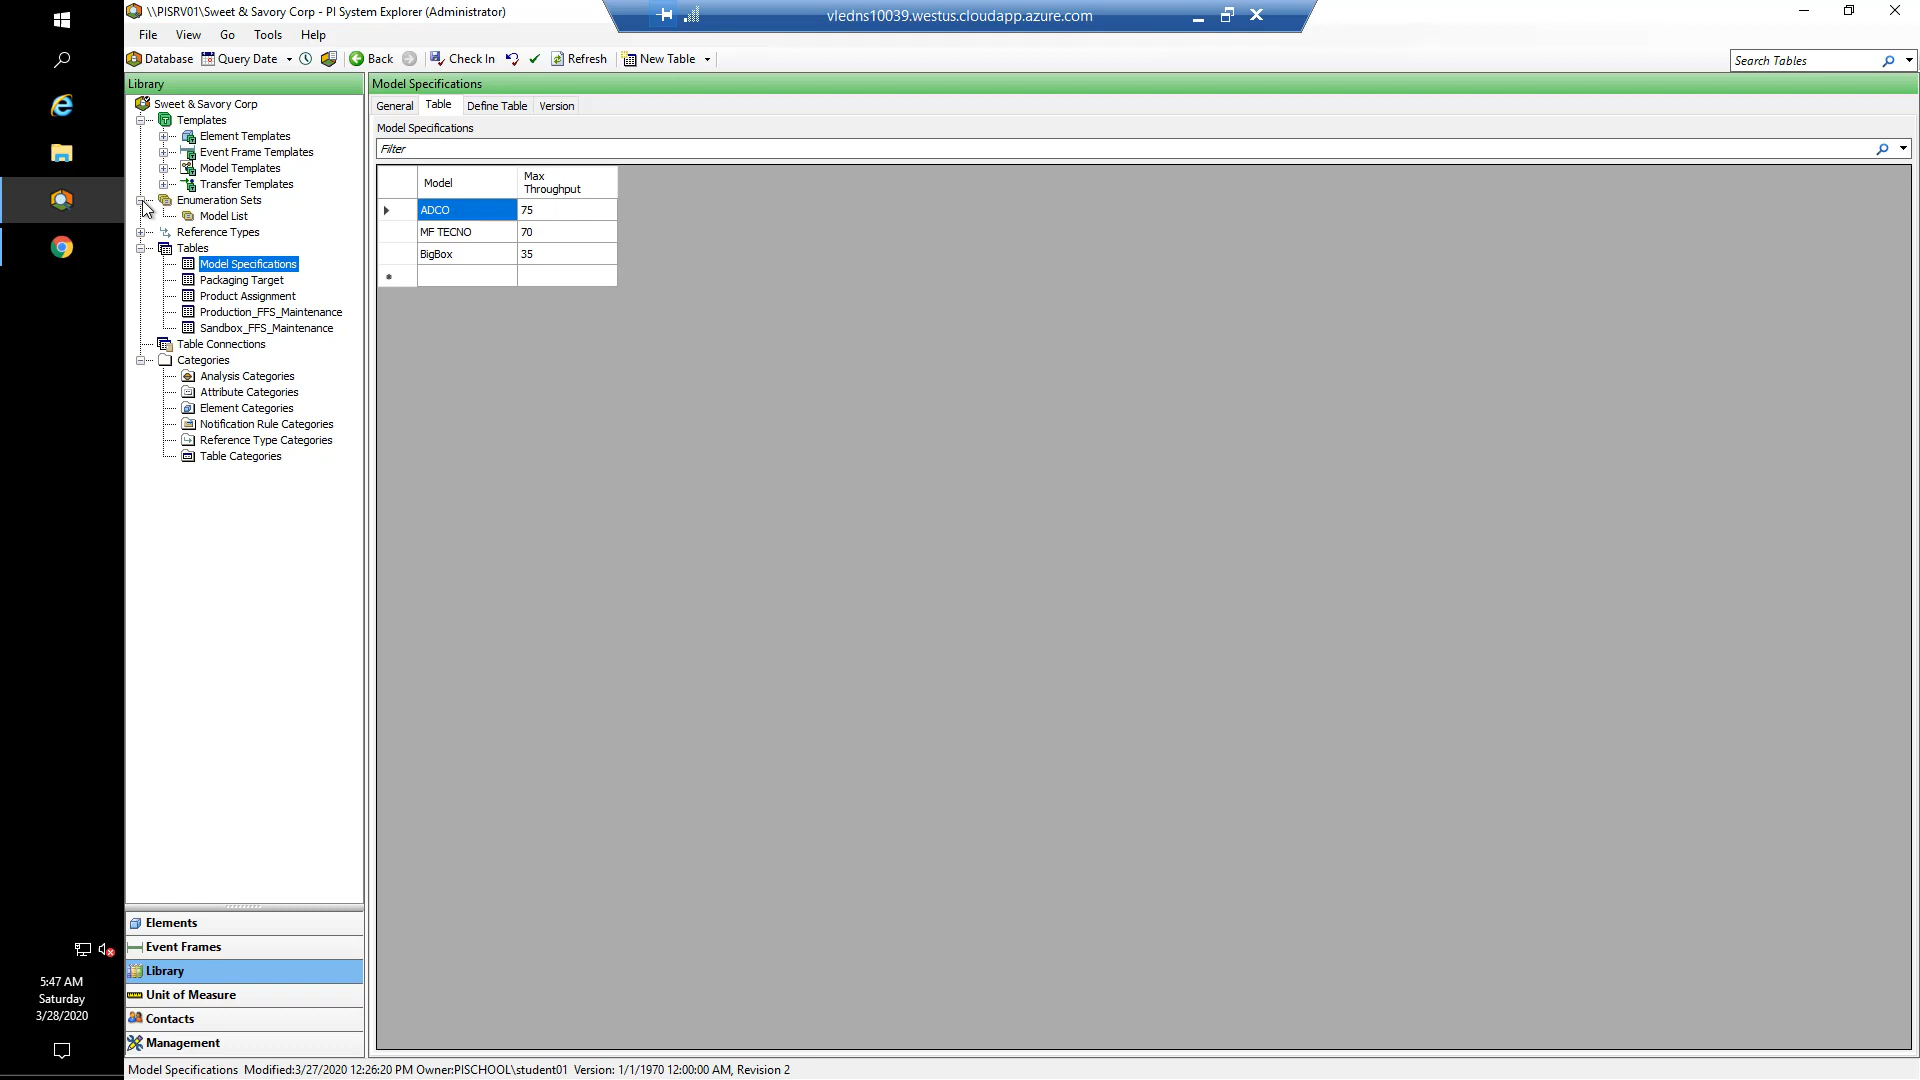 \\PISRV01\Sweet & Savory Corp - PI System Explorer (Administrator)
vledns10039.westus.cloudapp.azure.com
File View Go Tools Help
Database Query Date Back Check In Refresh New Table
Search Tables
Library
Sweet & Savory Corp
Templates
Element Templates
Event Frame Templates
Model Templates
Transfer Templates
Enumeration Sets
Model List
Reference Types
Tables
Model Specifications
Packaging Target
Product Assignment
Production_FFS_Maintenance
Sandbox_FFS_Maintenance
Table Connections
Categories
Analysis Categories
Attribute Categories
Element Categories
Notification Rule Categories
Reference Type Categories
Table Categories
Elements
Event Frames
Library
Unit of Measure
Contacts
Management
Model Specifications
General Table Define Table Version
Model Specifications
Filter
Model Max Throughput
ADCO 75
MF TECNO 70
BigBox 35
5:47 AM
Saturday
3/28/2020
Model Specifications Modified:3/27/2020 12:26:20 PM Owner:PISCHOOL\student01 Version: 1/1/1970 12:00:00 AM, Revision 2